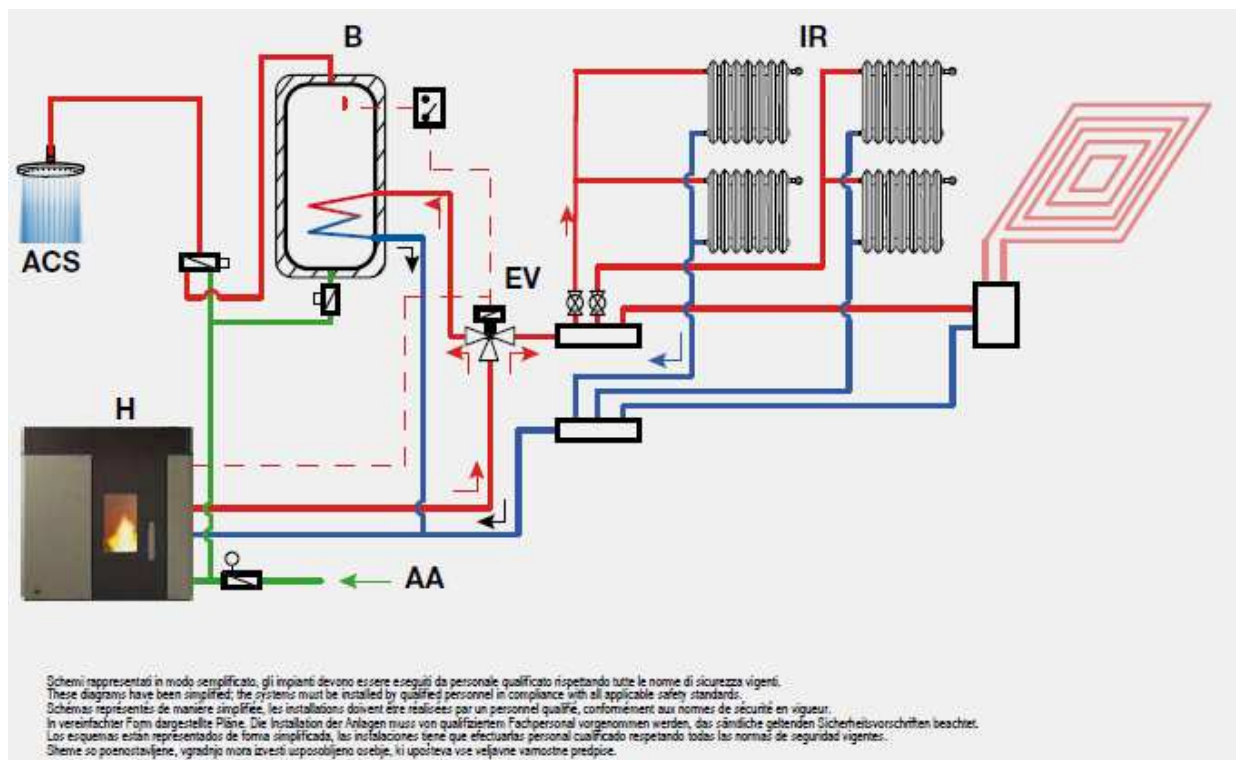 B
IR
ACS
EV
H
AA
Schemi rappresentati in modo semplificato, gli impianti devono essere eseguiti da personale qualificato rispettando tutte le norme di sicurezza vigenti.
These diagrams have been simplified; the systems must be installed by qualified personnel in compliance with all applicable safety standards.
Schémas représentés de manière simplifiée, les installations doivent être réalisées par un personnel qualifié, conformément aux normes de sécurité en vigueur.
In vereinfachter Form dargestellte Pläne. Die Installation der Anlagen muss von qualifiziertem Fachpersonal vorgenommen werden, das sämtliche geltenden Sicherheitsvorschriften beachtet.
Los esquemas están representados de forma simplificada, las instalaciones tiene que efectuarlas personal cualificado respetando todas las normas de seguridad vigentes.
Sheme so poenostavljene, vgradnjo mora izvesti usposobljeno osebje, ki upošteva vse veljavne varnostne predpise.